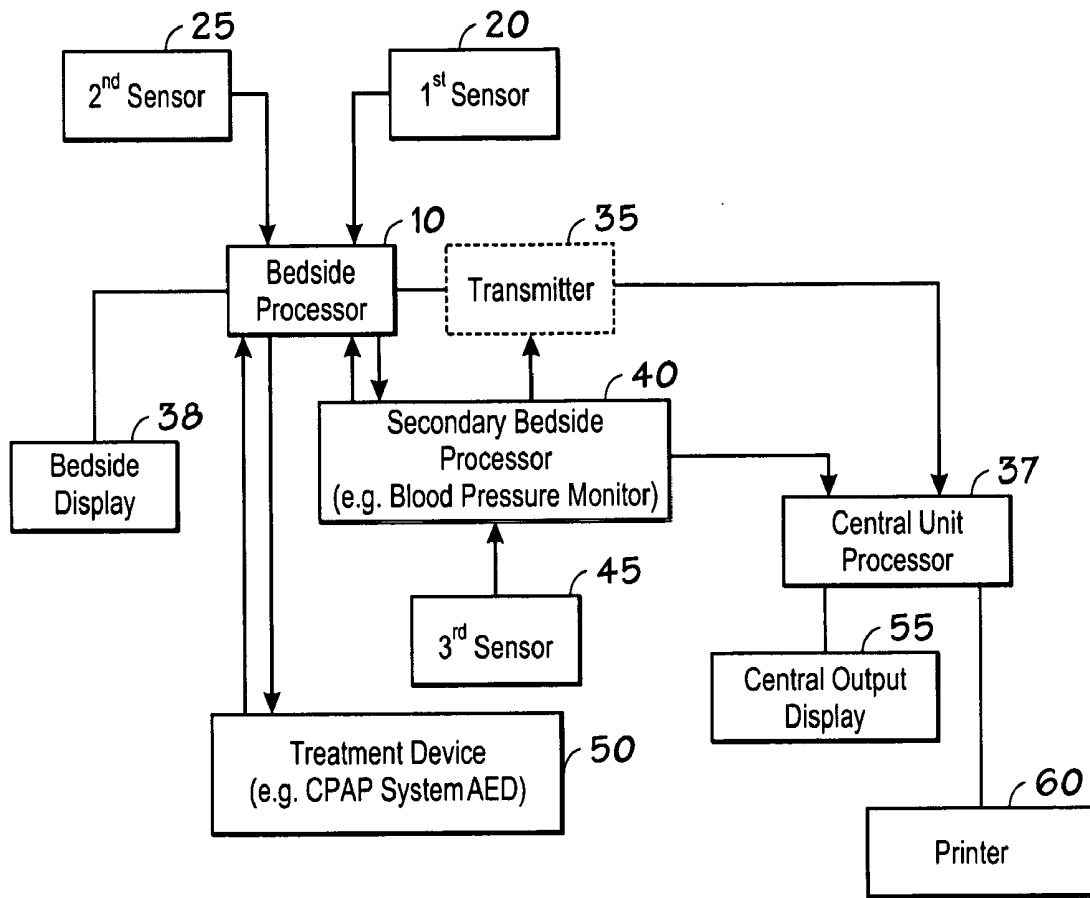 25
20
2nd Sensor
1st Sensor
10
35
Bedside
Processor
Transmitter
40
38
Secondary Bedside
Processor
(e.g. Blood Pressure Monitor)
37
Bedside
Display
Central Unit
Processor
45
3rd Sensor
55
Central Output
Display
50
Treatment Device
(e.g. CPAP System AED)
60
Printer